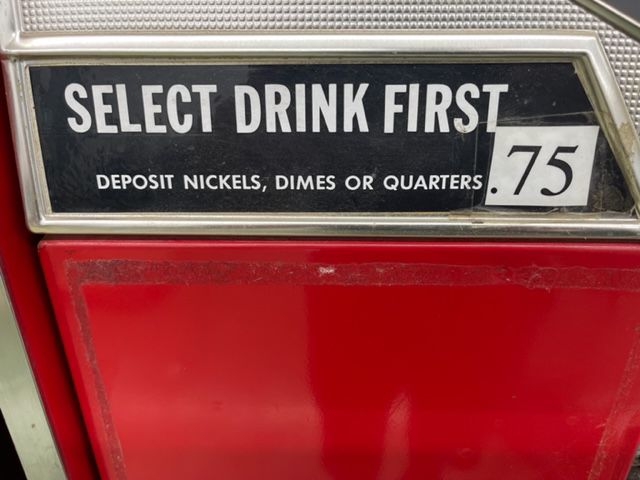 SELECT DRINK FIRST
DEPOSIT NICKELS, DIMES OR QUARTERS .75